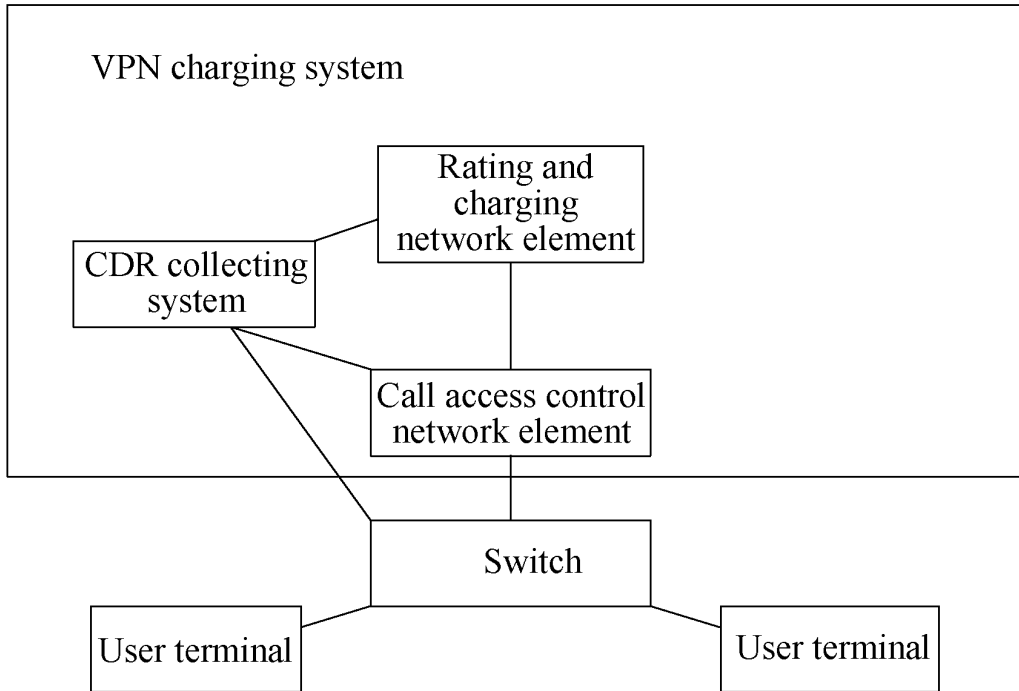 VPN charging system
Rating and
charging
network element
CDR collecting
system
Call access control
network element
Switch
User terminal
User terminal